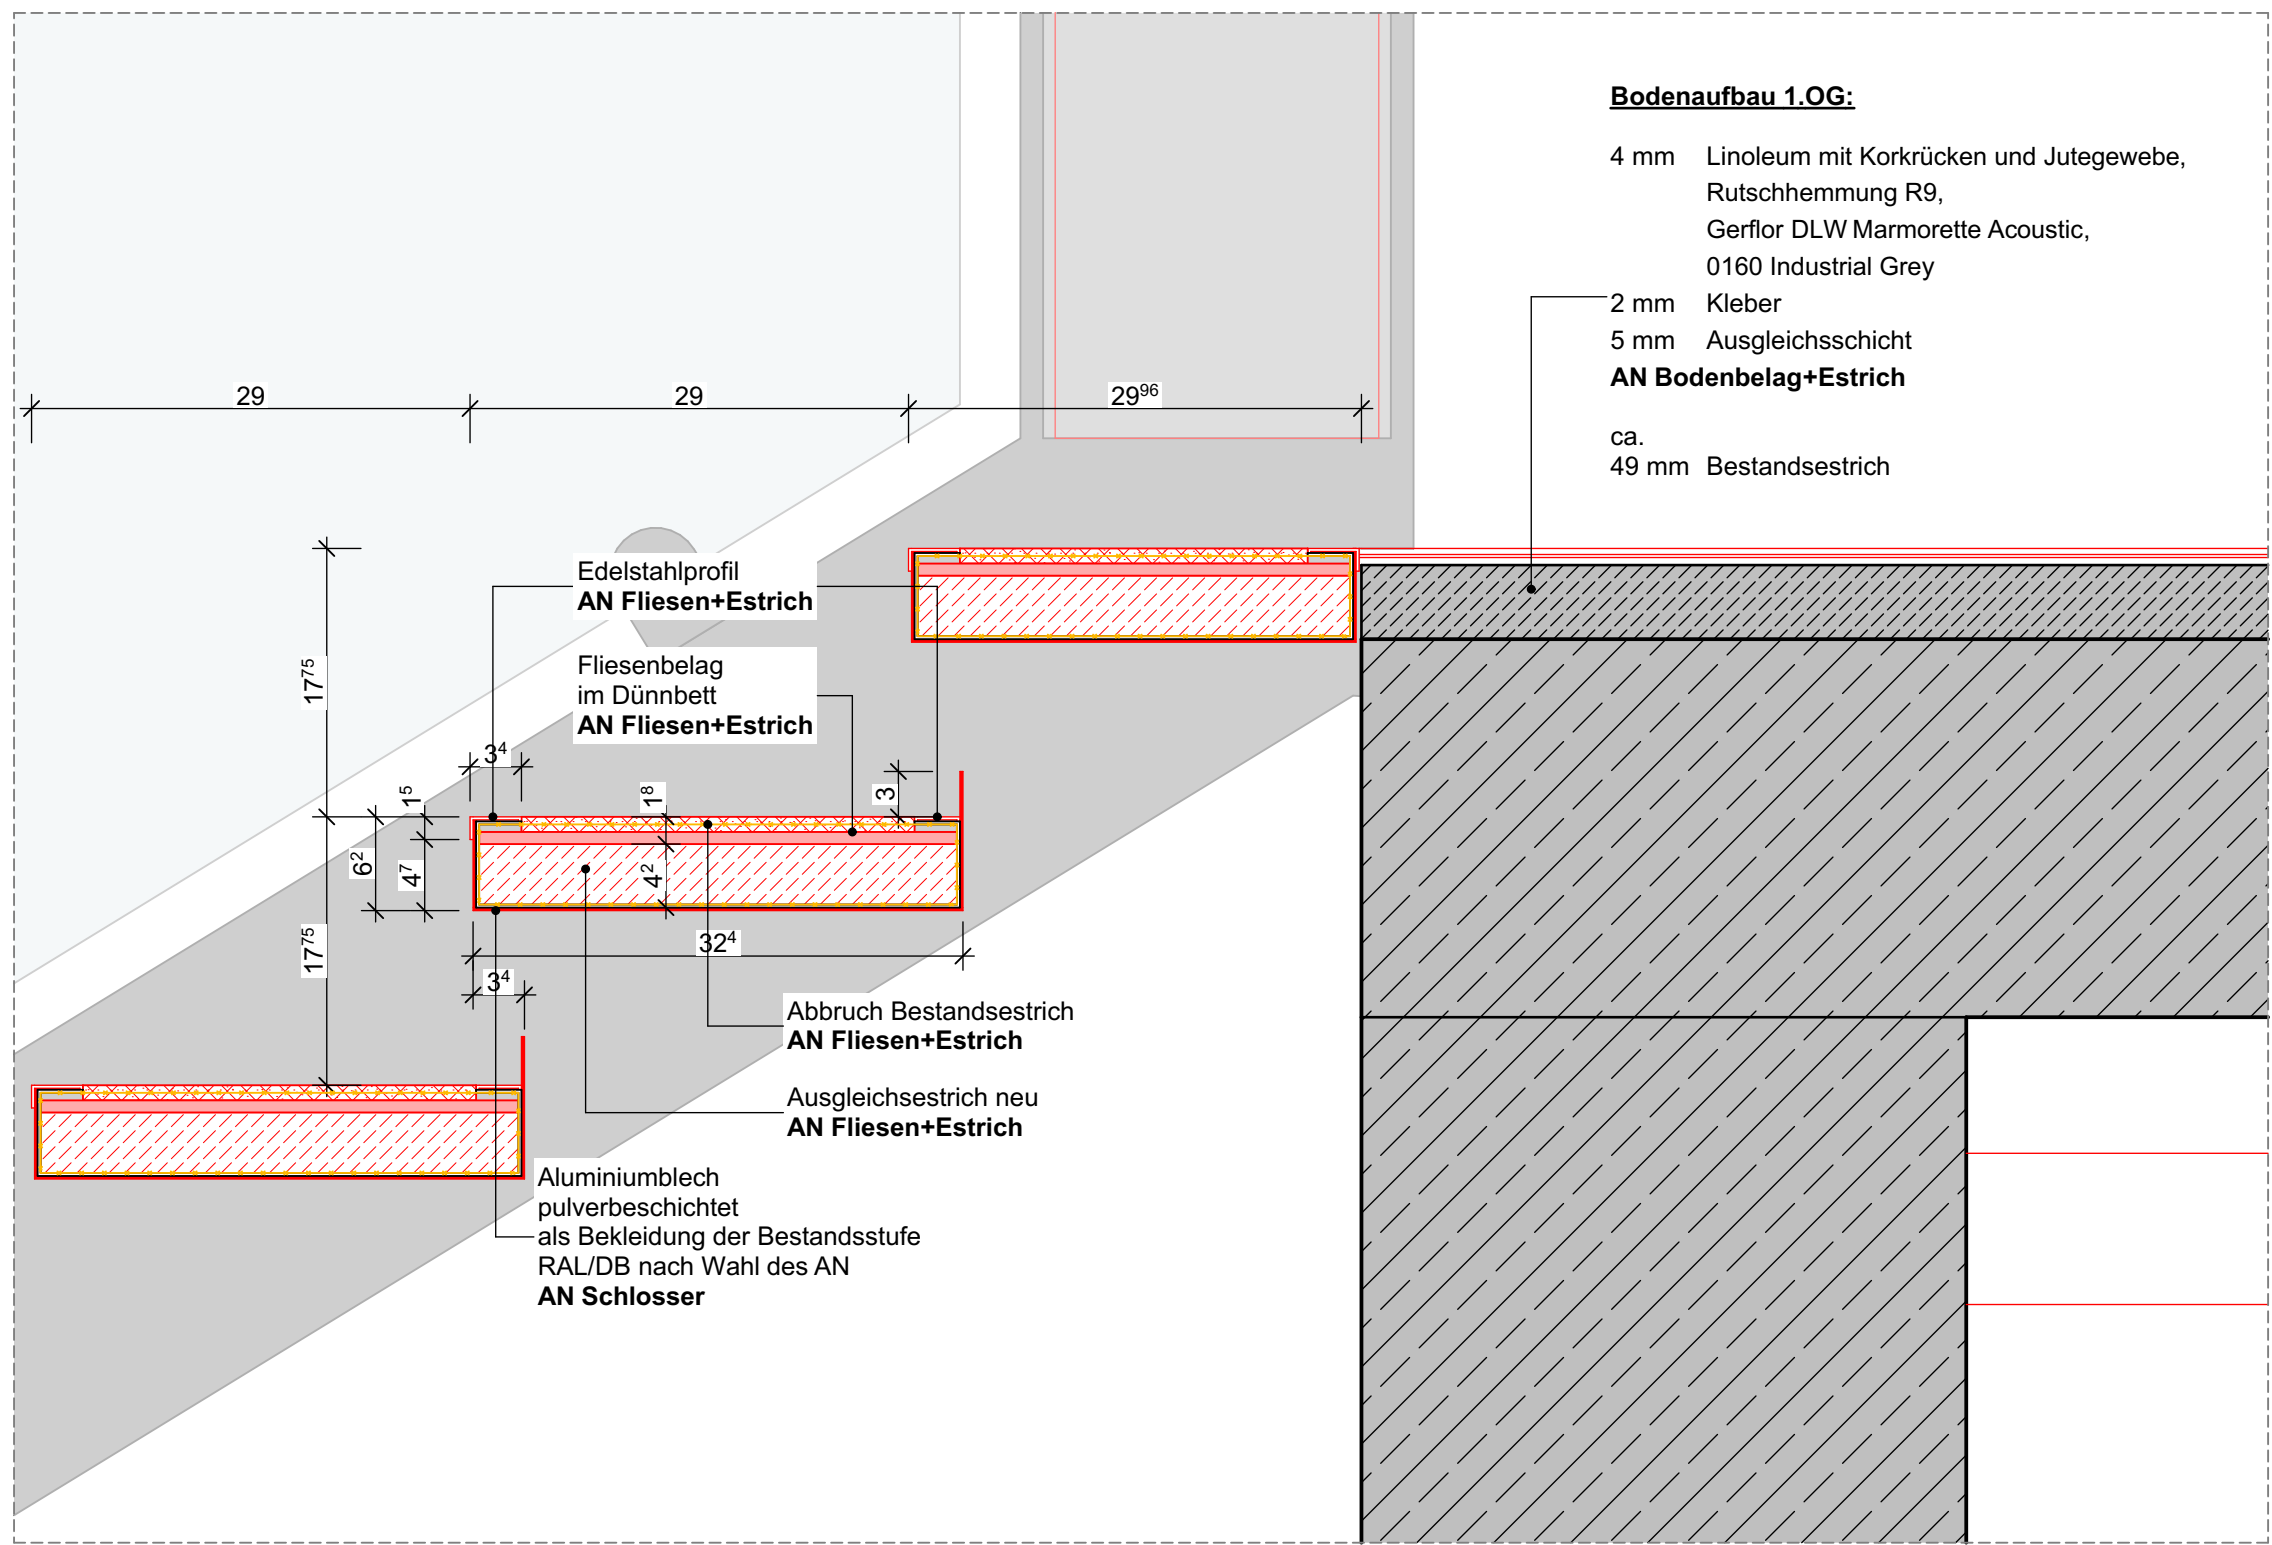 Bodenaufbau 1.OG:
4 mm Linoleum mit Korkrücken und Jutegewebe,
Rutschhemmung R9,
Gerflor DLW Marmorette Acoustic,
0160 Industrial Grey
2 mm Kleber
5 mm Ausgleichsschicht
AN Bodenbelag+Estrich
ca.
49 mm Bestandsestrich
29
29
29⁹⁶
Edelstahlprofil
AN Fliesen+Estrich
Fliesenbelag
im Dünnbett
AN Fliesen+Estrich
17⁷⁵
3⁴
1⁵
1⁸
3
6²
4⁷
4²
17⁷⁵
32⁴
3⁴
Abbruch Bestandsestrich
AN Fliesen+Estrich
Ausgleichsestrich neu
AN Fliesen+Estrich
Aluminiumblech
pulverbeschichtet
als Bekleidung der Bestandsstufe
RAL/DB nach Wahl des AN
AN Schlosser